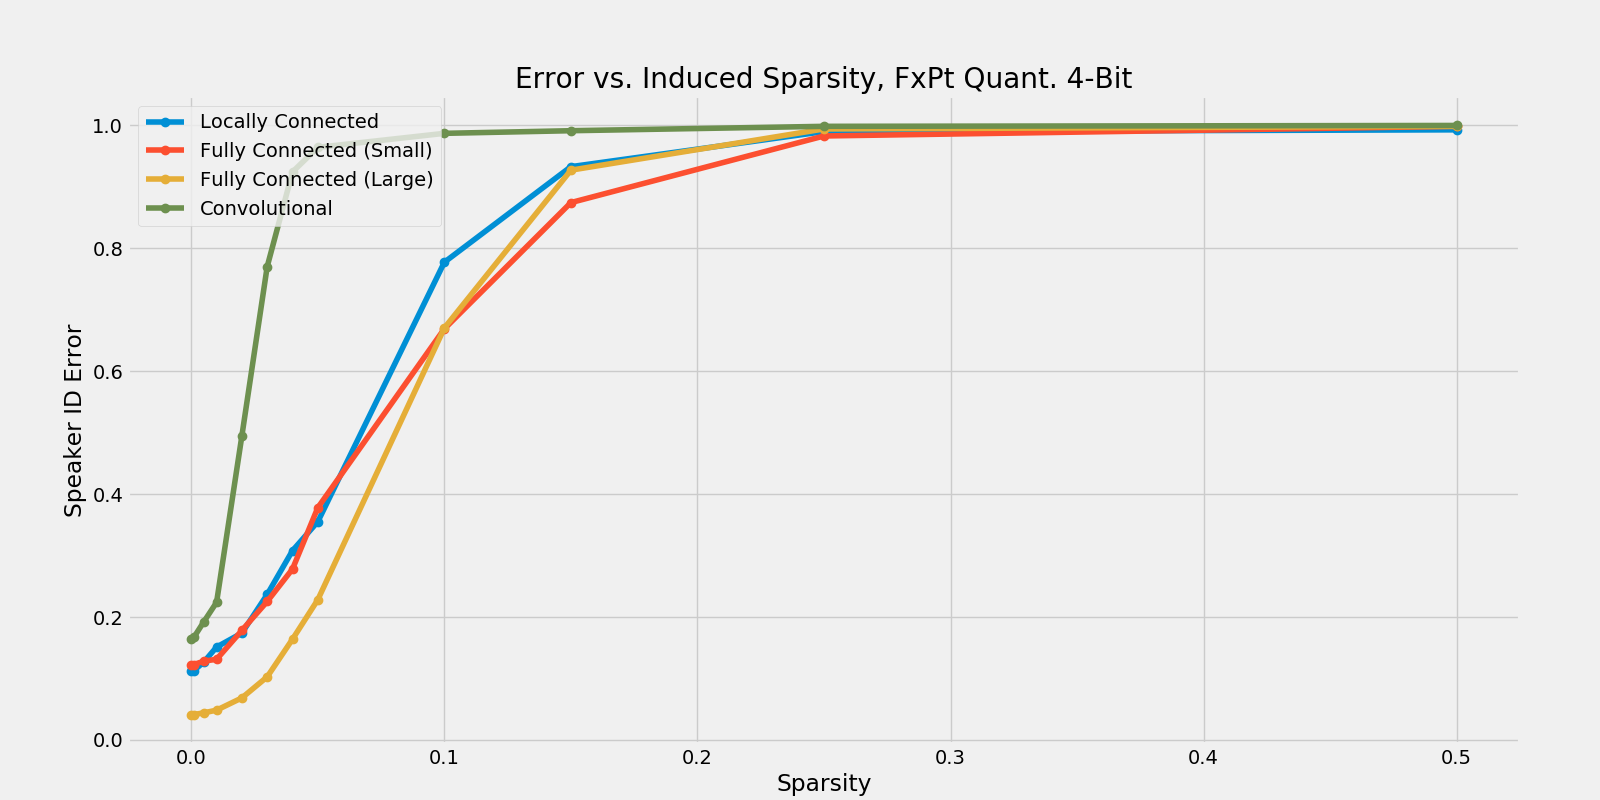 Error vs. Induced Sparsity, FxPt Quant. 4-Bit
Locally Connected
Fully Connected (Small)
Fully Connected (Large)
Convolutional
Speaker ID Error
1.0
0.8
0.6
0.4
0.2
0.0
0.0 0.1 0.2 0.3 0.4 0.5
Sparsity